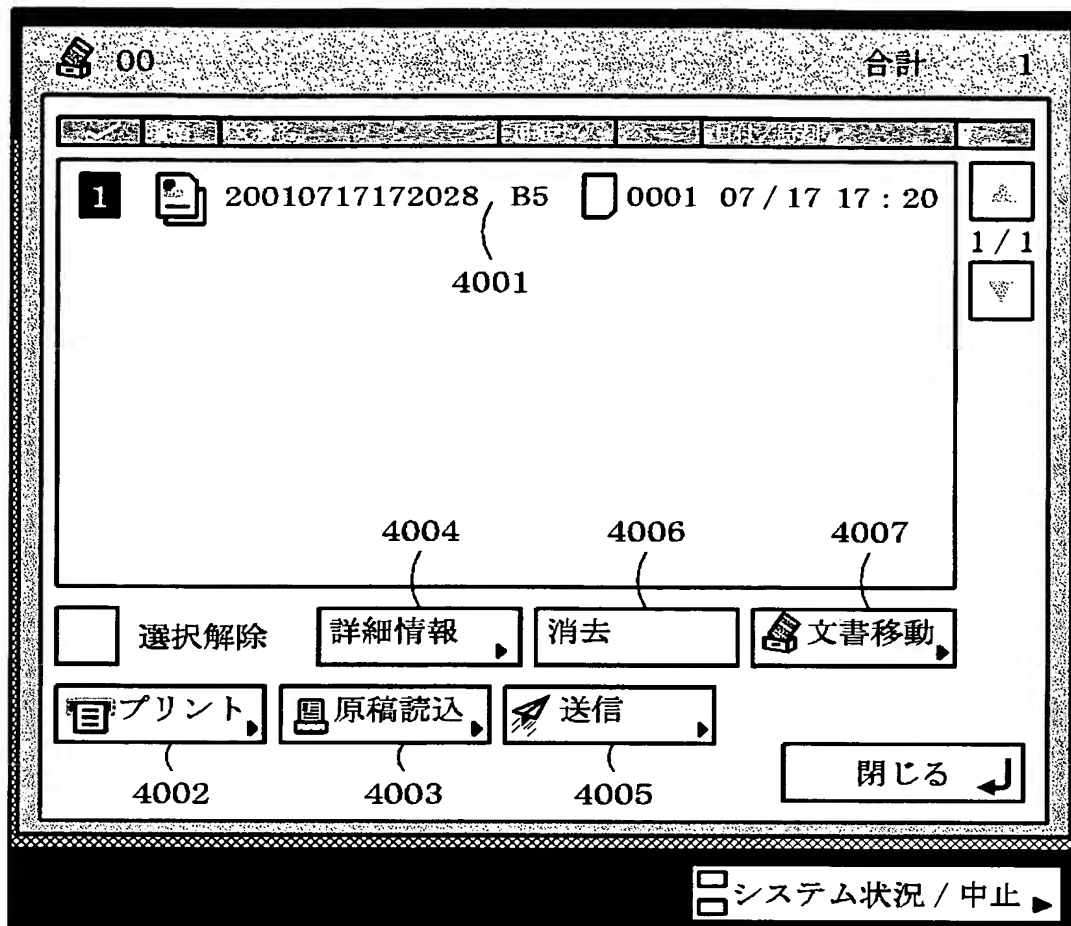 00 合計 1
1 20010717172028 B5 0001 07 / 17 17 : 20
1 / 1
4001
4004 4006 4007
選択解除 詳細情報 消去 文書移動
プリント 原稿読込 送信
4002 4003 4005
閉じる
システム状況 / 中止